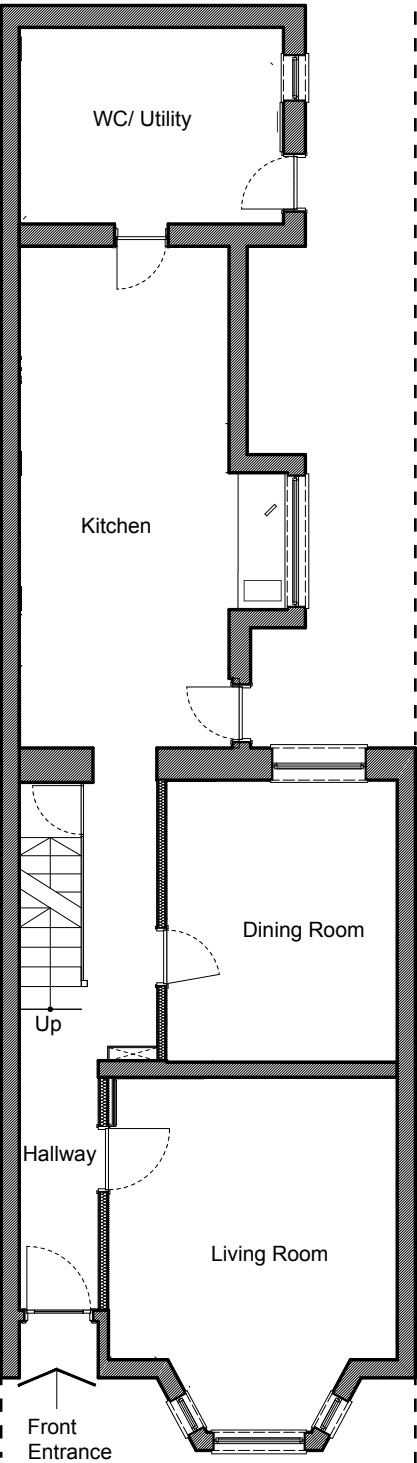 WC/ Utility
Kitchen
Dining Room
Up
Hallway
Living Room
Front
Entrance